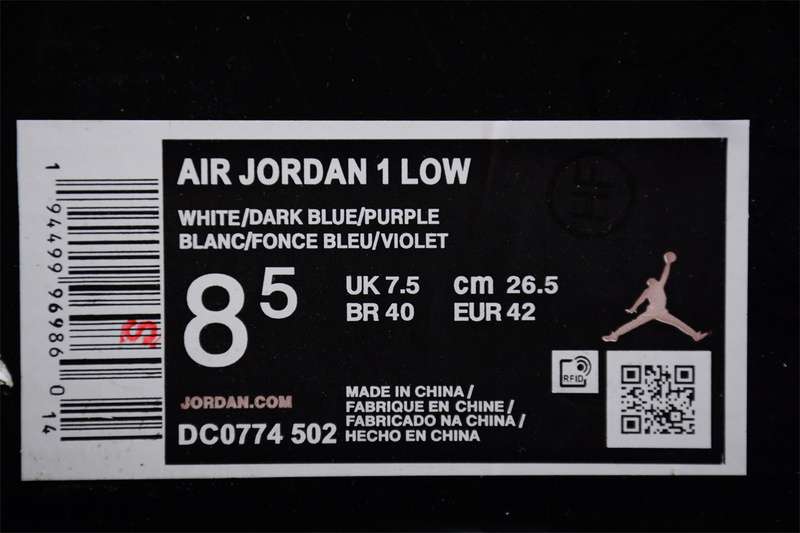 AIR JORDAN 1 LOW
WHITE/DARK BLUE/PURPLE
BLANC/FONCE BLEU/VIOLET
8 5
UK 7.5 cm 26.5
BR 40 EUR 42
JORDAN.COM
DC0774 502
MADE IN CHINA/
FABRIQUE EN CHINE/
FABRICADO NA CHINA/
HECHO EN CHINA
RFID
HF
S
1 94499 96986 0 14